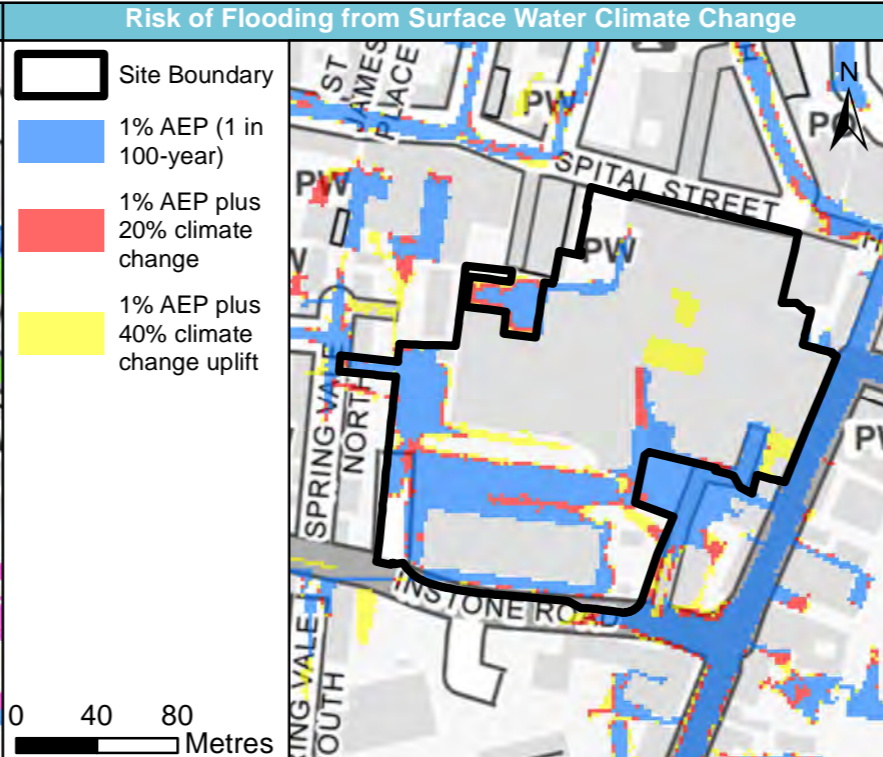 Risk of Flooding from Surface Water Climate Change
Site Boundary
1% AEP (1 in
100-year)
1% AEP plus
20% climate
change
1% AEP plus
40% climate
change uplift
0 40 80
Metres
N
ST
JAMES
PLACE
PW
PW
SPITAL STREET
PW
SPRING VALE
NORTH
PW
INSTONE ROAD
ING VALE
OUTH